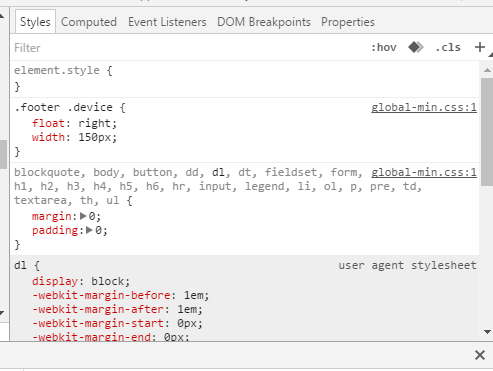 Styles Computed Event Listeners DOM Breakpoints Properties
Filter :hov .cls +
element.style {
}
.footer .device { global-min.css:1
float: right;
width: 150px;
}
blockquote, body, button, dd, dl, dt, fieldset, form, global-min.css:1
h1, h2, h3, h4, h5, h6, hr, input, legend, li, ol, p, pre, td,
textarea, th, ul {
margin:▶0;
padding:▶0;
}
dl { user agent stylesheet
display: block;
-webkit-margin-before: 1em;
-webkit-margin-after: 1em;
-webkit-margin-start: 0px;
-webkit-margin-end: 0px;